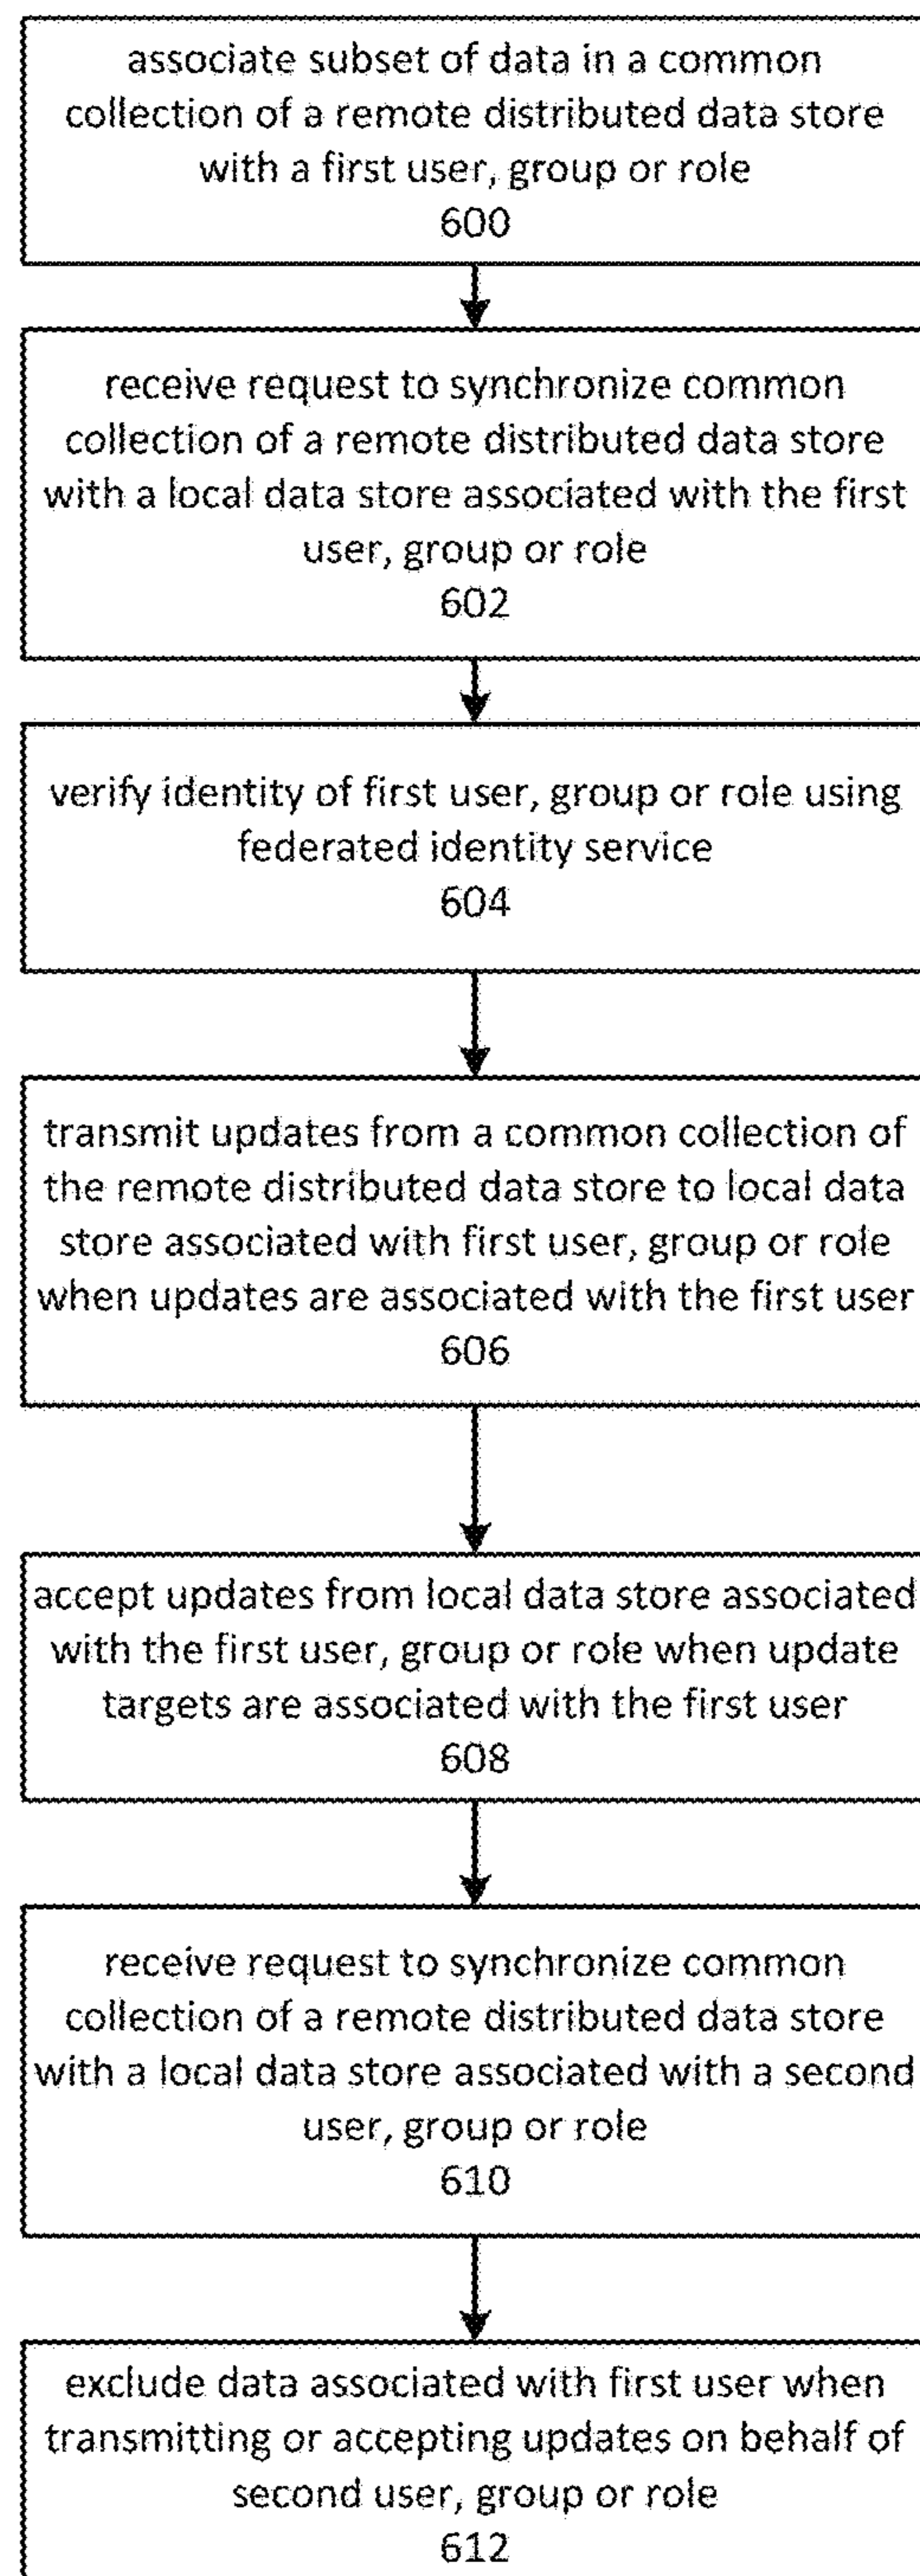 associate subset of data in a common
collection of a remote distributed data store
with a first user, group or role
600
receive request to synchronize common
collection of a remote distributed data store
with a local data store associated with the first
user, group or role
602
verify identity of first user, group or role using
federated identity service
604
transmit updates from a common collection of
the remote distributed data store to local data
store associated with first user, group or role
when updates are associated with the first user
606
accept updates from local data store associated
with the first user, group or role when update
targets are associated with the first user
608
receive request to synchronize common
collection of a remote distributed data store
with a local data store associated with a second
user, group or role
610
exclude data associated with first user when
transmitting or accepting updates on behalf of
second user, group or role
612